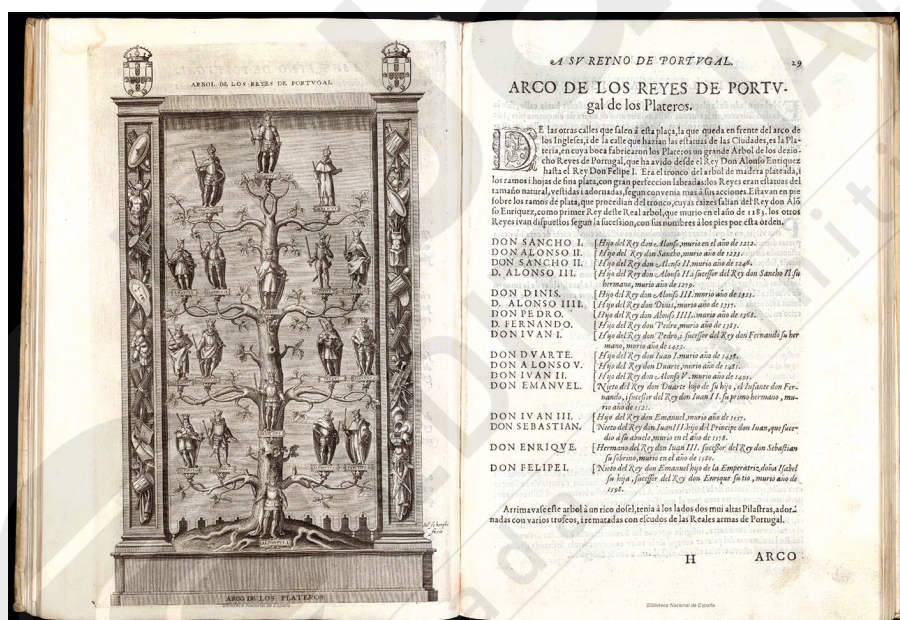 ARBOL DE LOS REYES DE PORTVGAL
ARCO DE LOS PLATEROS
Biblioteca Nacional de España
A SV REYNO DE PORTVGAL. 29
ARCO DE LOS REYES DE PORTV-
gal de los Plateros.
DE las otras calles que salen á esta plaça, la que queda en frente del arco de
los Ingleses, i de la calle que hazian las estatuas de las Ciudades, es la Pla-
teria, en cuya boca fabricaron los Plateros un grande Arbol de los dezio-
cho Reyes de Portugal, que ha avido desde el Rey Don Alonso Enriquez
hasta el Rey Don Felipe I. Era el tronco del arbol de madera plateada, i
los ramos i hojas de fina plata, con gran perfeccion labradas: los Reyes eran estatuas del
tamaño natural, vestidas i adornadas, segun convenia mas à sus acciones. Estavan en pie
sobre los ramos de plata, que procedian del tronco, cuyas raizes salian del Rey Don Alõ
so Enriquez, como primer Rey deste Real arbol, que murio en el año de 1183. los otros
Reyes ivan dispuestos segun la sucession, con sus nombres á los pies por esta orden.
DON SANCHO I. [Hijo del Rey don Alonso, murio en el año de 1212.
DON ALONSO II. [Hijo del Rey don Sancho, murio año de
DON SANCHO II. [Hijo del Rey don Alonso II. murio año de 1246.
D. ALONSO III. [Hijo del Rey don Alonso II. i sucessor del Rey don Sancho II. su
hermano, murio año de 1279.
DON DINIS. [Hijo del Rey don Alonso III. murio año de
D. ALONSO IIII. [Hijo del Rey don Dinis, murio año de
DON PEDRO. [Hijo del Rey don Alonso IIII. murio año de 1368.
D. FERNANDO. [Hijo del Rey don Pedro, murio año de 1383.
DON IVAN I. [Hijo del Rey don Pedro, i sucessor del Rey don Fernando su her
mano, murio año de 1433.
DON DVARTE. [Hijo del Rey don Iuan I. murio año de 1438.
DON ALONSO V. [Hijo del Rey don Duarte, murio año de 1481.
DON IVAN II. [Hijo del Rey don Alonso V. murio año de 1495.
DON EMANVEL. [Nieto del Rey don Duarte hijo de su hijo, el Infante don Fer-
nando, i sucessor del Rey don Iuan II. su primo hermano, mu-
rio año de 1521.
DON IVAN III. [Hijo del Rey don Emanuel, murio año de 1557.
DON SEBASTIAN. [Nieto del Rey don Iuan III. hijo del Principe don Iuan, que suce-
dio à su abuelo, murio en el año de 1578.
DON ENRIQVE. [Hermano del Rey don Iuan III. sucessor del Rey don Sebastian
su sobrino, murio en el año de 1580.
DON FELIPE I. [Nieto del Rey don Emanuel hijo de la Emperatriz doña Isabel
su hija, sucessor del Rey don Enrique su tio, murio año de
1598.
Arrimavase este arbol à un rico dosel, tenia à los lados dos mui altas Pilastras, ador-
nadas con varios trofeos, i rematadas con escudos de las Reales armas de Portugal.
H ARCO
Biblioteca Nacional de España